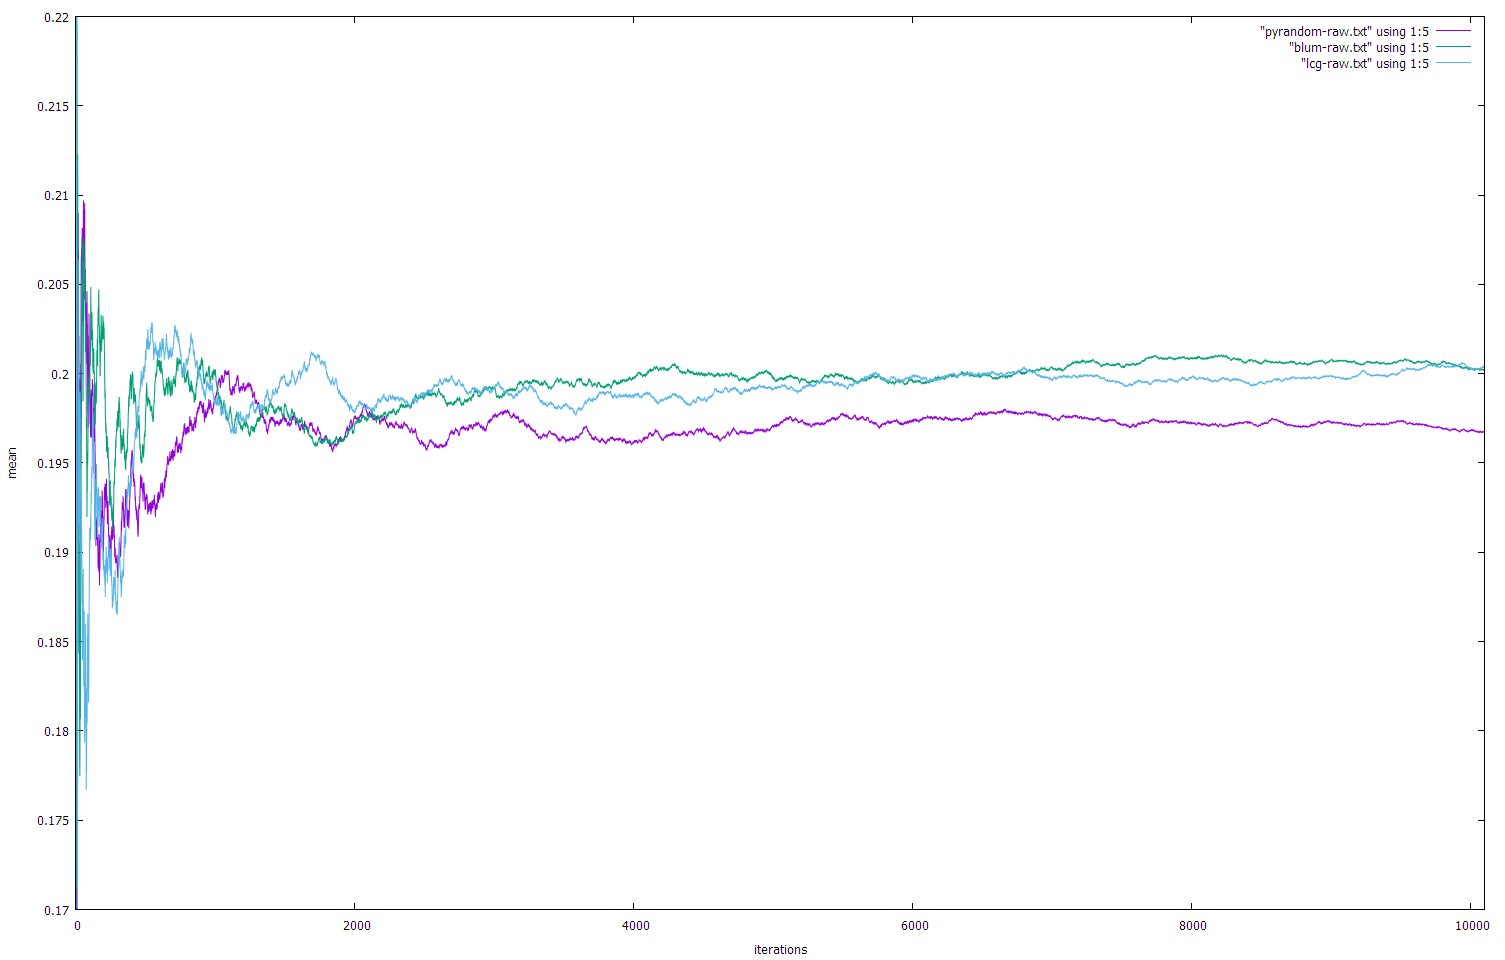 0.22
"pyrandom-raw.txt" using 1:5
"blum-raw.txt" using 1:5
"lcg-raw.txt" using 1:5
0.215
0.21
0.205
0.2
0.195
0.19
0.185
0.18
0.175
0.17
mean
0 2000 4000 6000 8000 10000
iterations